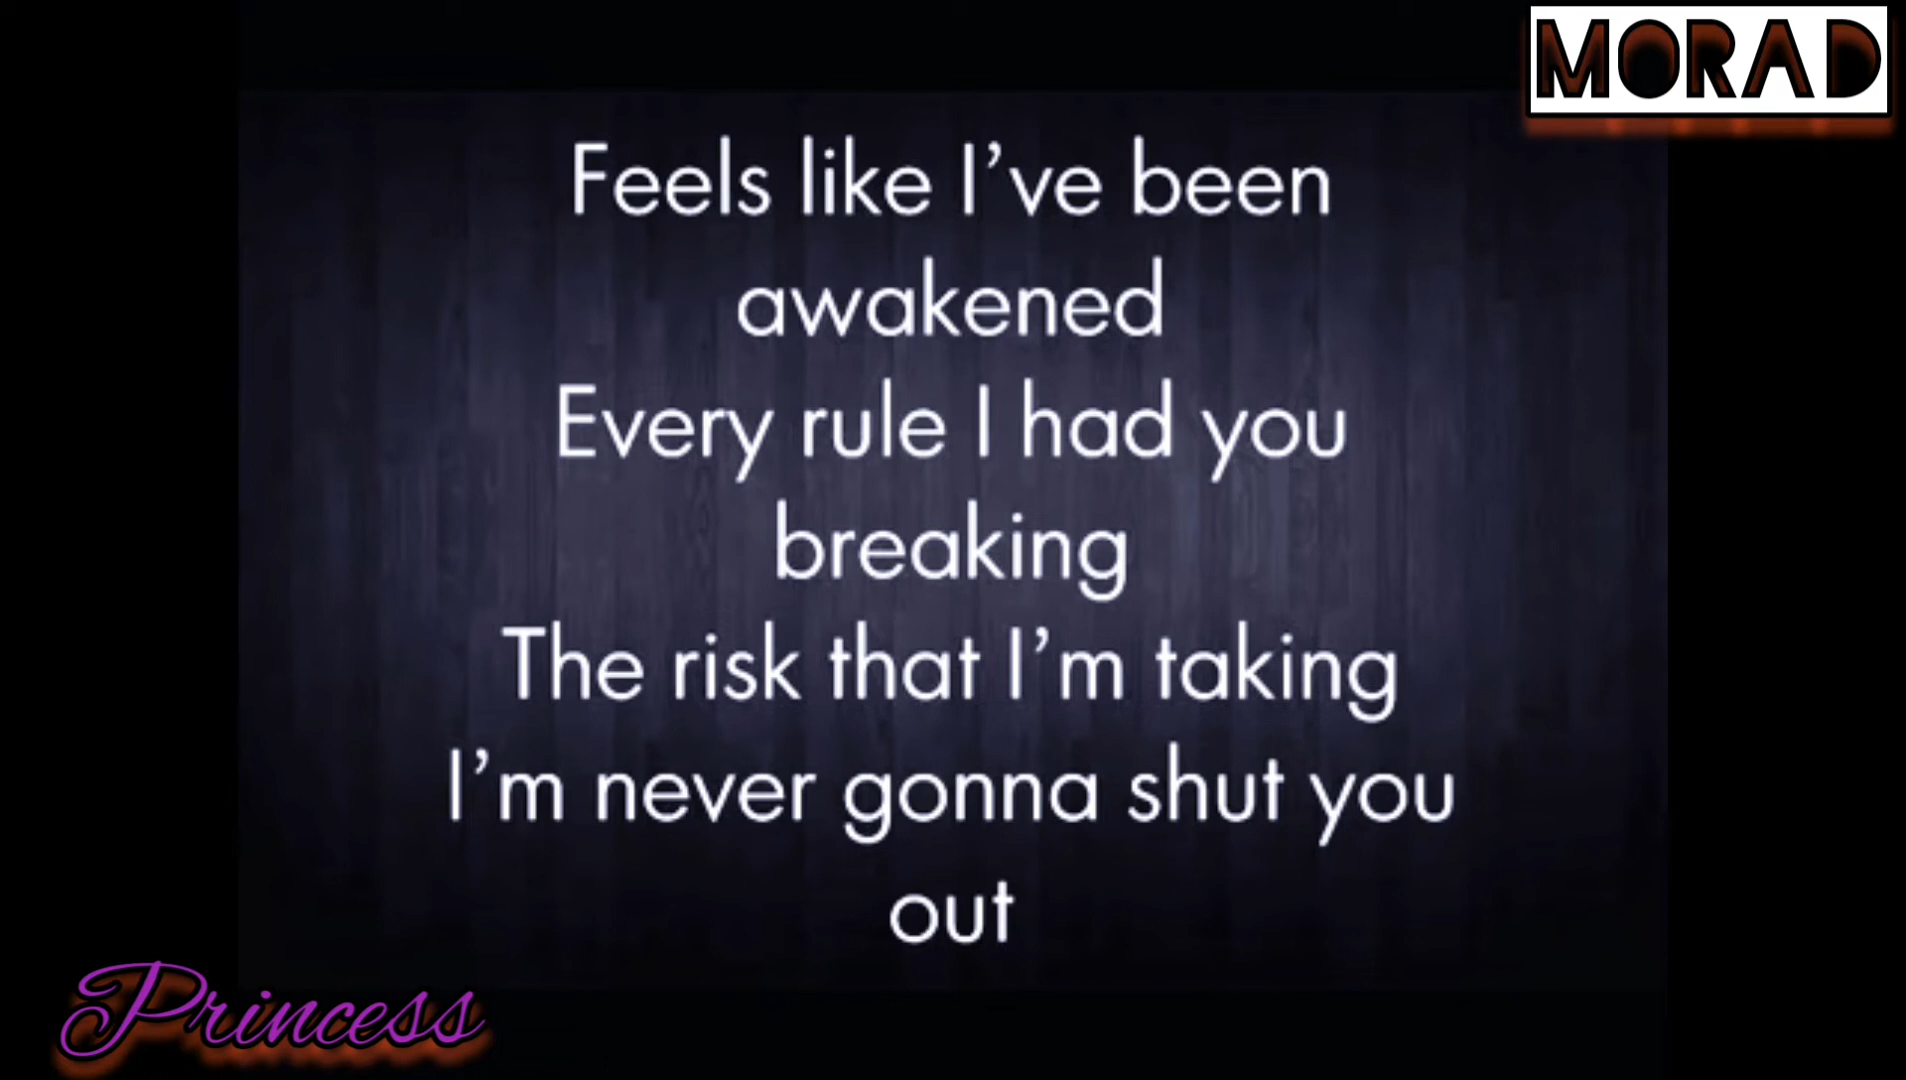 MORAD
Feels like I’ve been
awakened
Every rule I had you
breaking
The risk that I’m taking
I’m never gonna shut you
out
Princess